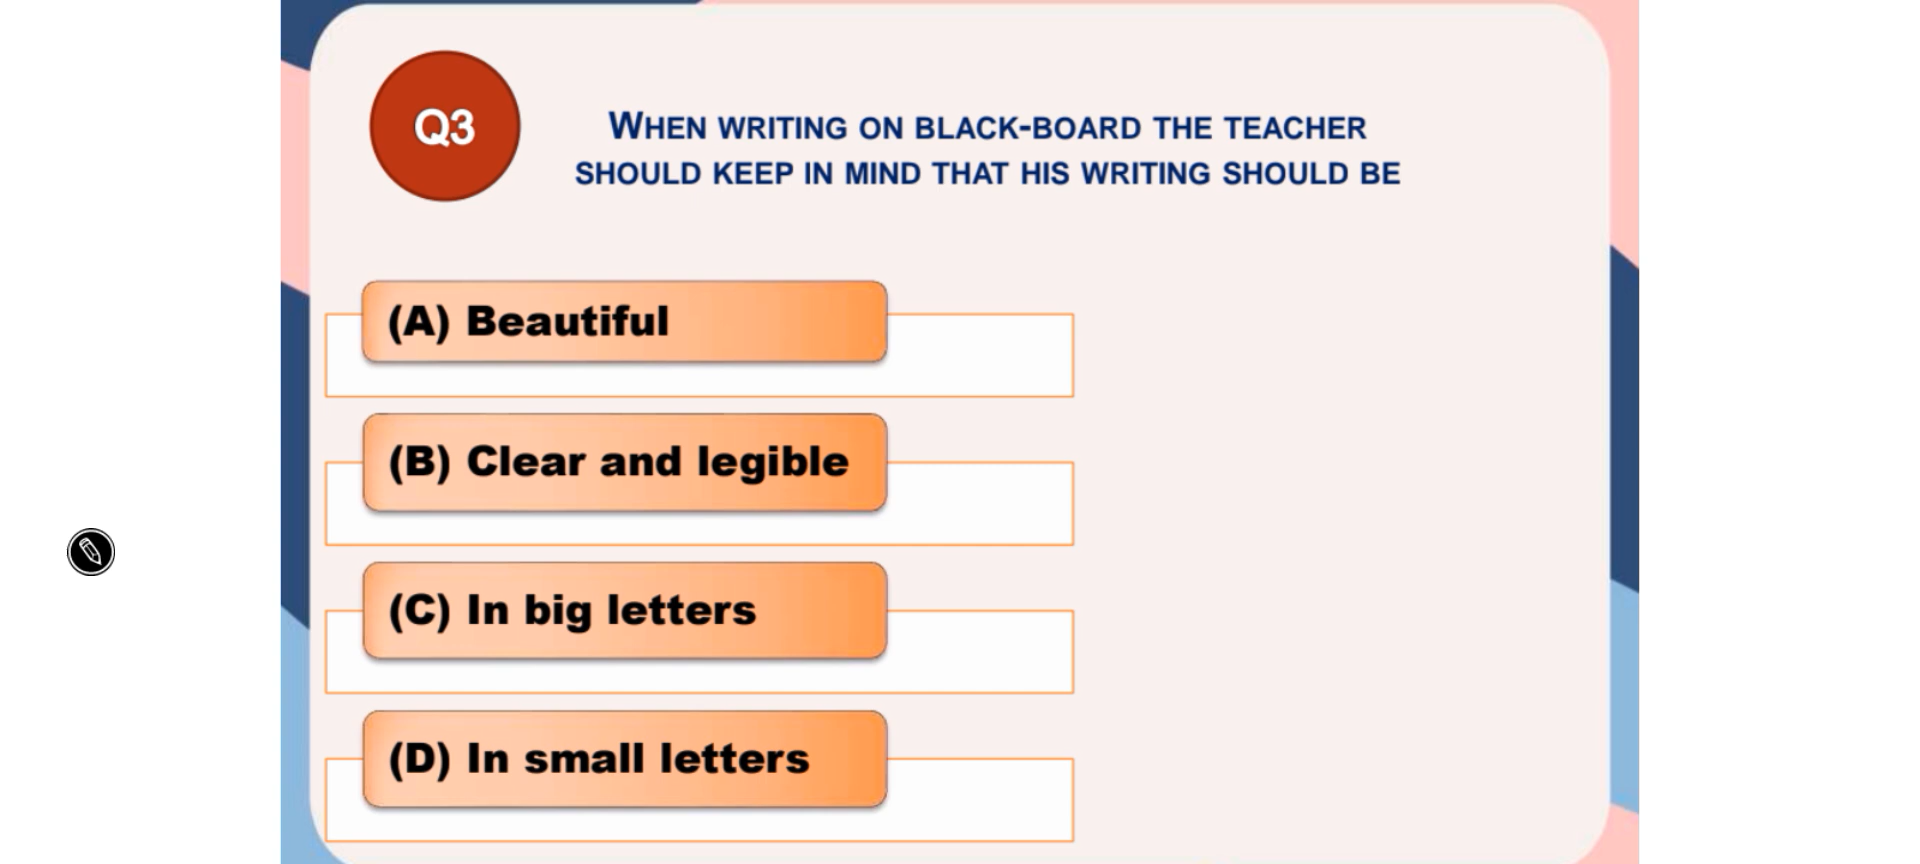 Q3
WHEN WRITING ON BLACK-BOARD THE TEACHER
SHOULD KEEP IN MIND THAT HIS WRITING SHOULD BE
(A) Beautiful
(B) Clear and legible
(C) In big letters
(D) In small letters